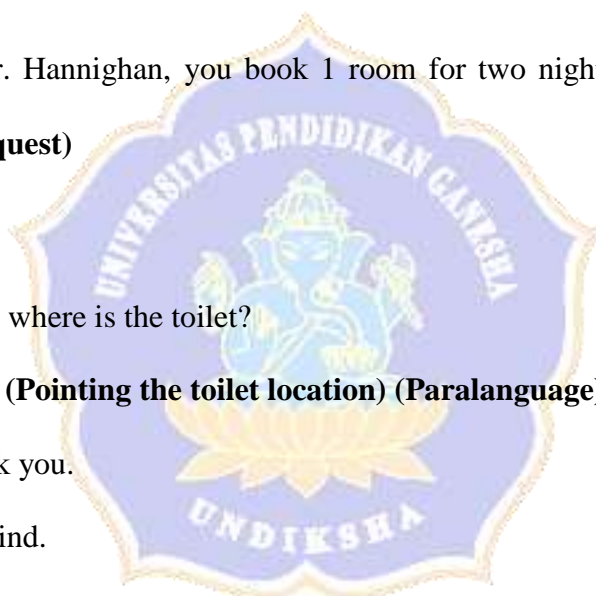 r. Hannighan, you book 1 room for two night
quest)
UNIVERSITAS PENDIDIKAN GANESHA
where is the toilet?
(Pointing the toilet location) (Paralanguage)
k you.
ind.
UNDIKSHA